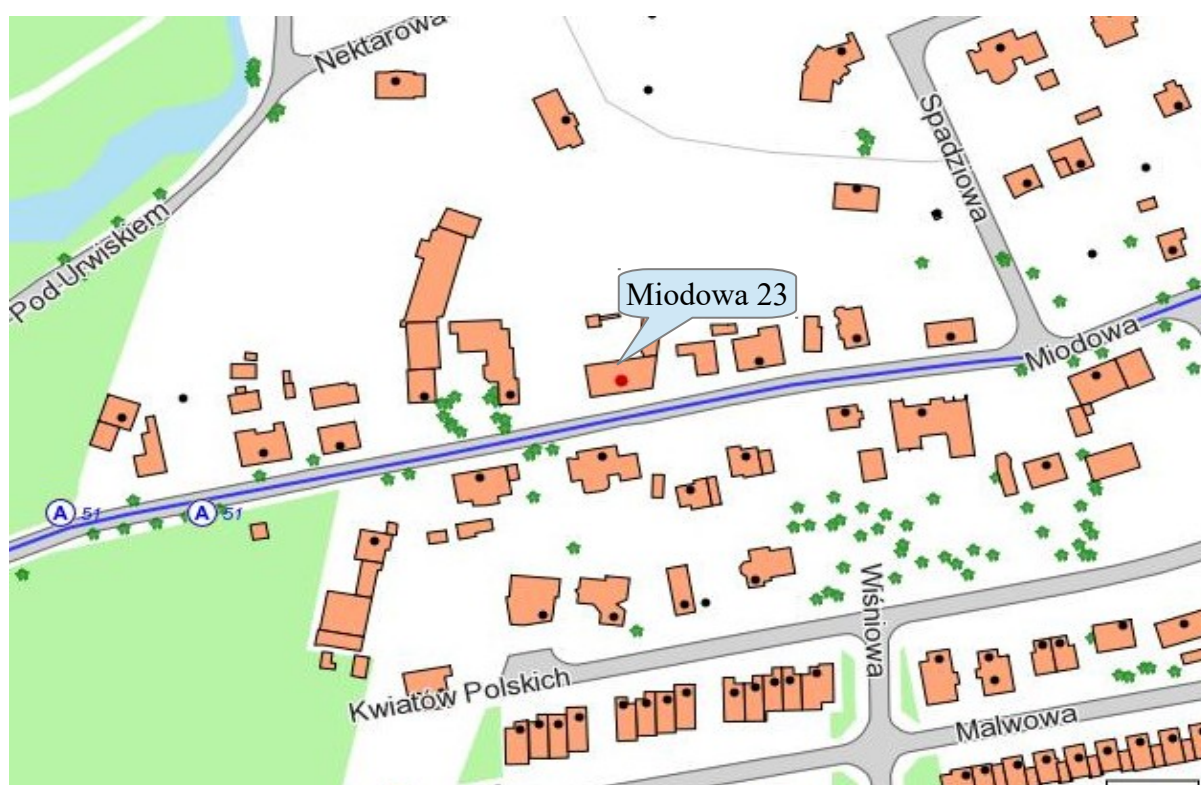 Nektarowa
Spadziowa
Pod Urwiskiem
Miodowa 23
Miodowa
A 51
A 51
Wiśniowa
Kwiatów Polskich
Malwowa